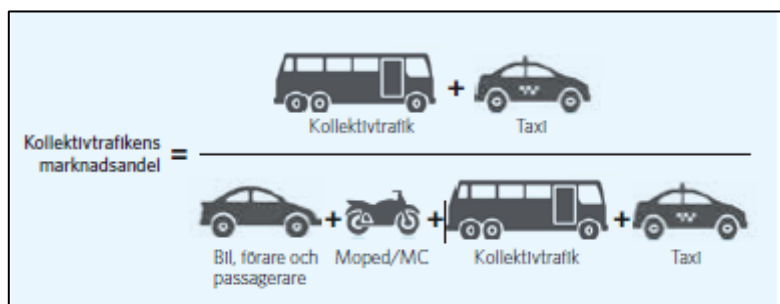 +
Kollektivtrafik Taxi
Kollektivtrafikens
marknadsandel =
+ + +
Bil, förare och Moped/MC Kollektivtrafik Taxi
passagerare